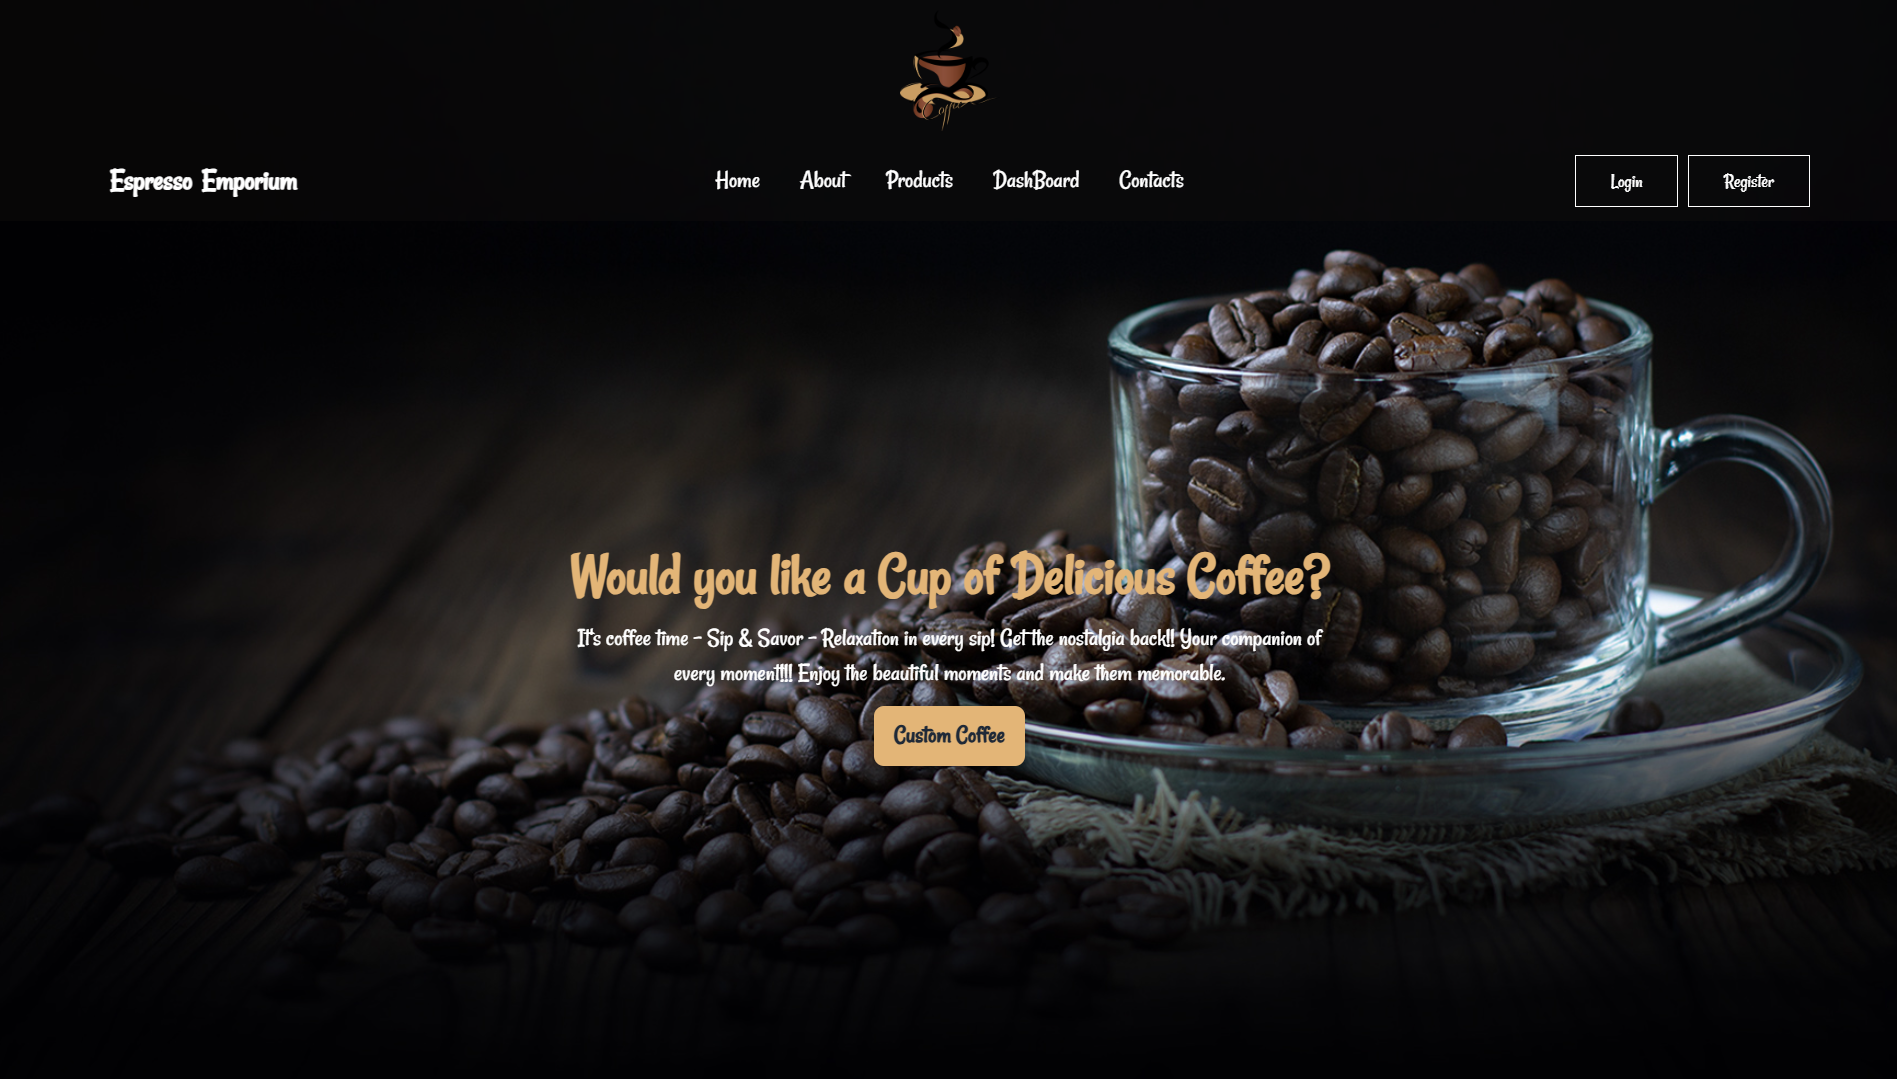 Coffee
Espresso Emporium
Home About Products DashBoard Contacts
Login Register
Would you like a Cup of Delicious Coffee?
It's coffee time - Sip & Savor - Relaxation in every sip! Get the nostalgia back!! Your companion of
every moment!!! Enjoy the beautiful moments and make them memorable.
Custom Coffee